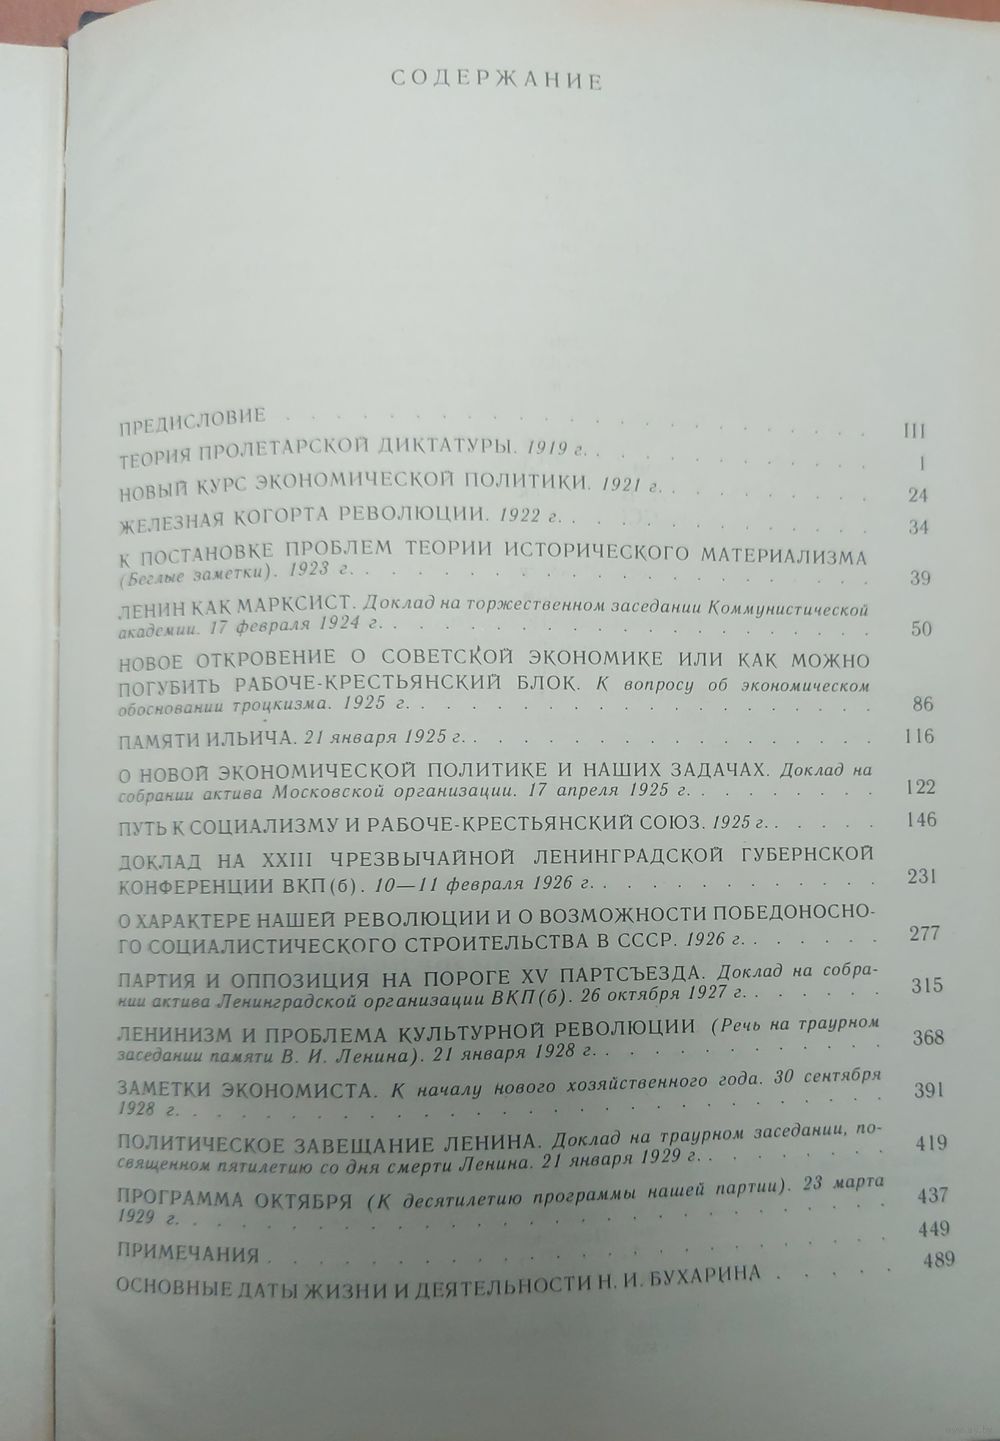 СОДЕРЖАНИЕ
ПРЕДИСЛОВИЕ . . . . . . . . . . . . . . . . . . . . . . . III
ТЕОРИЯ ПРОЛЕТАРСКОЙ ДИКТАТУРЫ. 1919 г. . . . . . . . . . . . 1
НОВЫЙ КУРС ЭКОНОМИЧЕСКОЙ ПОЛИТИКИ. 1921 г. . . . . . . . . . 24
ЖЕЛЕЗНАЯ КОГОРТА РЕВОЛЮЦИИ. 1922 г. . . . . . . . . . . . . 34
К ПОСТАНОВКЕ ПРОБЛЕМ ТЕОРИИ ИСТОРИЧЕСКОГО МАТЕРИАЛИЗМА
(Беглые заметки). 1923 г. . . . . . . . . . . . . . . . . . . 39
ЛЕНИН КАК МАРКСИСТ. Доклад на торжественном заседании Коммунистической
академии. 17 февраля 1924 г. . . . . . . . . . . . . . . . . . 50
НОВОЕ ОТКРОВЕНИЕ О СОВЕТСКОЙ ЭКОНОМИКЕ ИЛИ КАК МОЖНО
ПОГУБИТЬ РАБОЧЕ-КРЕСТЬЯНСКИЙ БЛОК. К вопросу об экономическом
обосновании троцкизма. 1925 г. . . . . . . . . . . . . . . . . 86
ПАМЯТИ ИЛЬИЧА. 21 января 1925 г. . . . . . . . . . . . . . . 116
О НОВОЙ ЭКОНОМИЧЕСКОЙ ПОЛИТИКЕ И НАШИХ ЗАДАЧАХ. Доклад на
собрании актива Московской организации. 17 апреля 1925 г. . . . . . . . 122
ПУТЬ К СОЦИАЛИЗМУ И РАБОЧЕ-КРЕСТЬЯНСКИЙ СОЮЗ. 1925 г. . . . . . 146
ДОКЛАД НА XXIII ЧРЕЗВЫЧАЙНОЙ ЛЕНИНГРАДСКОЙ ГУБЕРНСКОЙ
КОНФЕРЕНЦИИ ВКП(б). 10—11 февраля 1926 г. . . . . . . . . . . . 231
О ХАРАКТЕРЕ НАШЕЙ РЕВОЛЮЦИИ И О ВОЗМОЖНОСТИ ПОБЕДОНОСНО-
ГО СОЦИАЛИСТИЧЕСКОГО СТРОИТЕЛЬСТВА В СССР. 1926 г. . . . . . . 277
ПАРТИЯ И ОППОЗИЦИЯ НА ПОРОГЕ XV ПАРТСЪЕЗДА. Доклад на собра-
нии актива Ленинградской организации ВКП(б). 26 октября 1927 г. . . . . . . 315
ЛЕНИНИЗМ И ПРОБЛЕМА КУЛЬТУРНОЙ РЕВОЛЮЦИИ (Речь на траурном
заседании памяти В. И. Ленина). 21 января 1928 г. . . . . . . . . . . . 368
ЗАМЕТКИ ЭКОНОМИСТА. К началу нового хозяйственного года. 30 сентября
1928 г. . . . . . . . . . . . . . . . . . . . . . . . . . 391
ПОЛИТИЧЕСКОЕ ЗАВЕЩАНИЕ ЛЕНИНА. Доклад на траурном заседании, по-
священном пятилетию со дня смерти Ленина. 21 января 1929 г. . . . . . . . 419
ПРОГРАММА ОКТЯБРЯ (К десятилетию программы нашей партии). 23 марта
1929 г. . . . . . . . . . . . . . . . . . . . . . . . . . 437
ПРИМЕЧАНИЯ . . . . . . . . . . . . . . . . . . . . . . . 449
ОСНОВНЫЕ ДАТЫ ЖИЗНИ И ДЕЯТЕЛЬНОСТИ Н. И. БУХАРИНА . . . . . 489